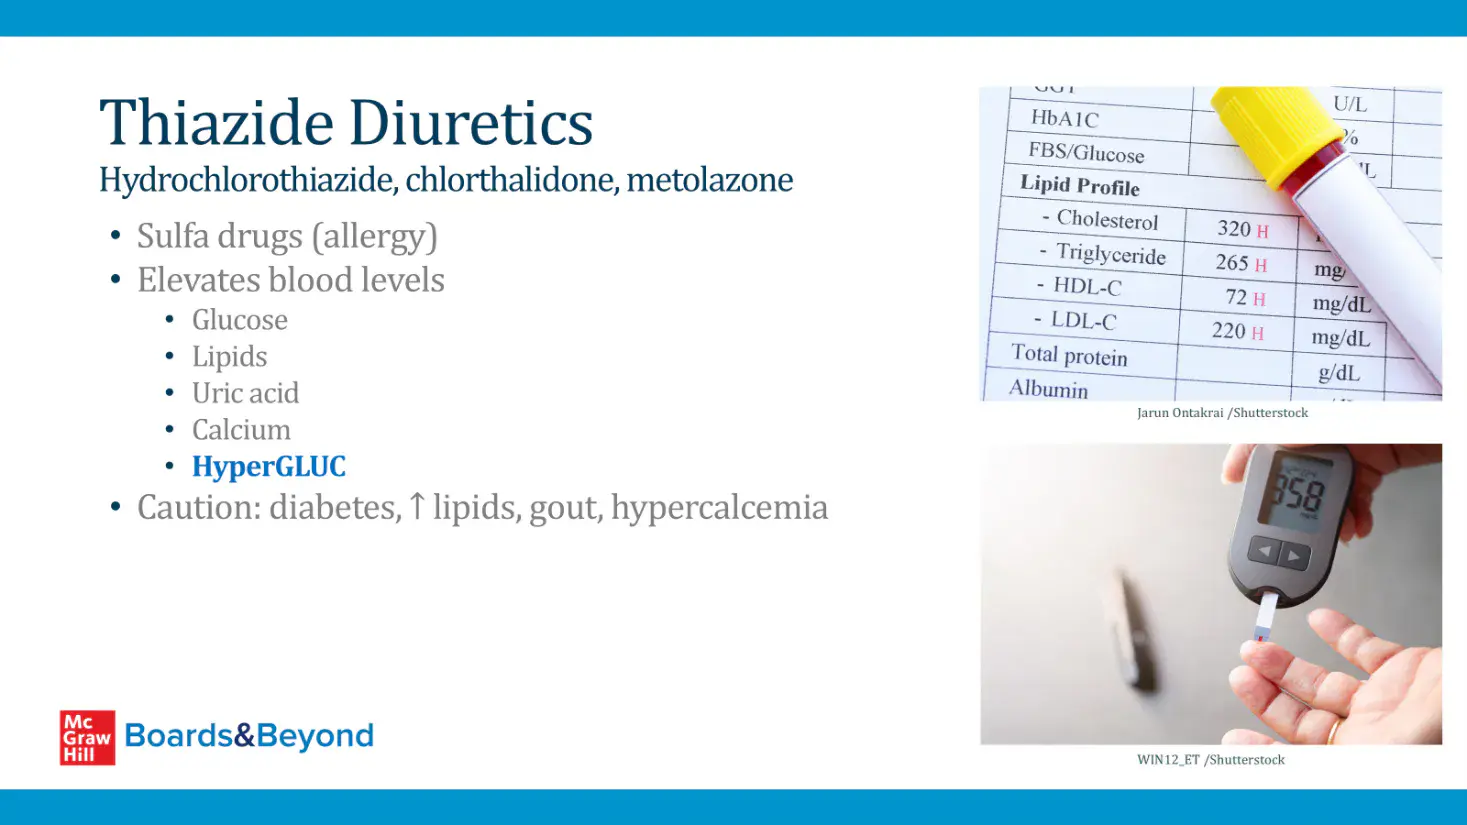 Thiazide Diuretics
Hydrochlorothiazide, chlorthalidone, metolazone
• Sulfa drugs (allergy)
• Elevates blood levels
• Glucose
• Lipids
• Uric acid
• Calcium
• HyperGLUC
• Caution: diabetes, ↑ lipids, gout, hypercalcemia
GGT U/L
HbA1C %
FBS/Glucose
Lipid Profile
- Cholesterol 320 H
- Triglyceride 265 H mg/
- HDL-C 72 H mg/dL
- LDL-C 220 H mg/dL
Total protein g/dL
Albumin
Jarun Ontakrai /Shutterstock
358
WIN12_ET /Shutterstock
Mc
Graw
Hill
Boards&Beyond